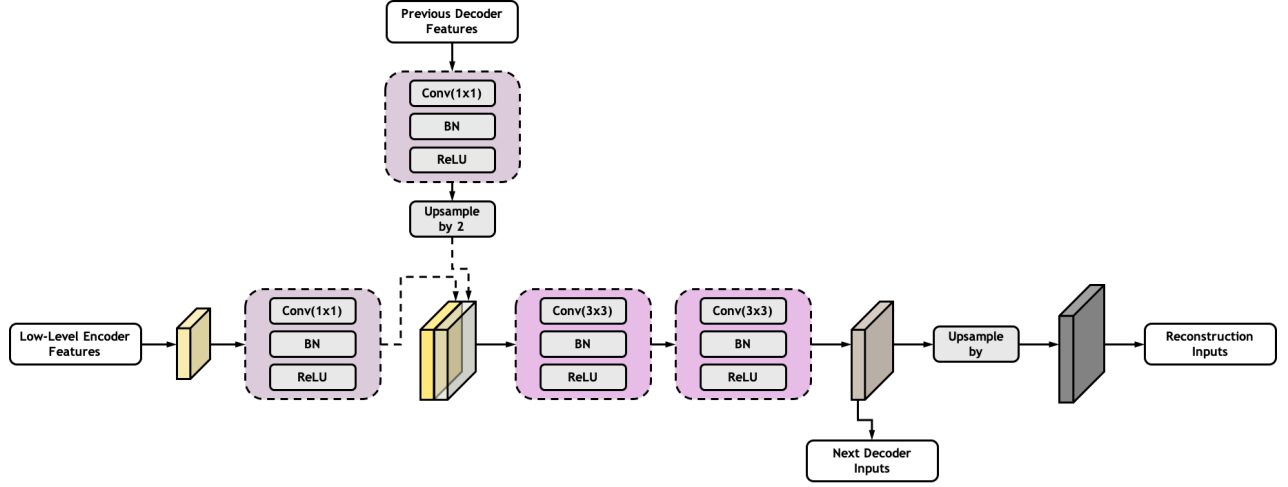 Previous Decoder
Features
Conv(1x1)
BN
ReLU
Upsample
by 2
Low-Level Encoder
Features
Conv(1x1)
BN
ReLU
Conv(3x3)
BN
ReLU
Conv(3x3)
BN
ReLU
Upsample
by
Reconstruction
Inputs
Next Decoder
Inputs